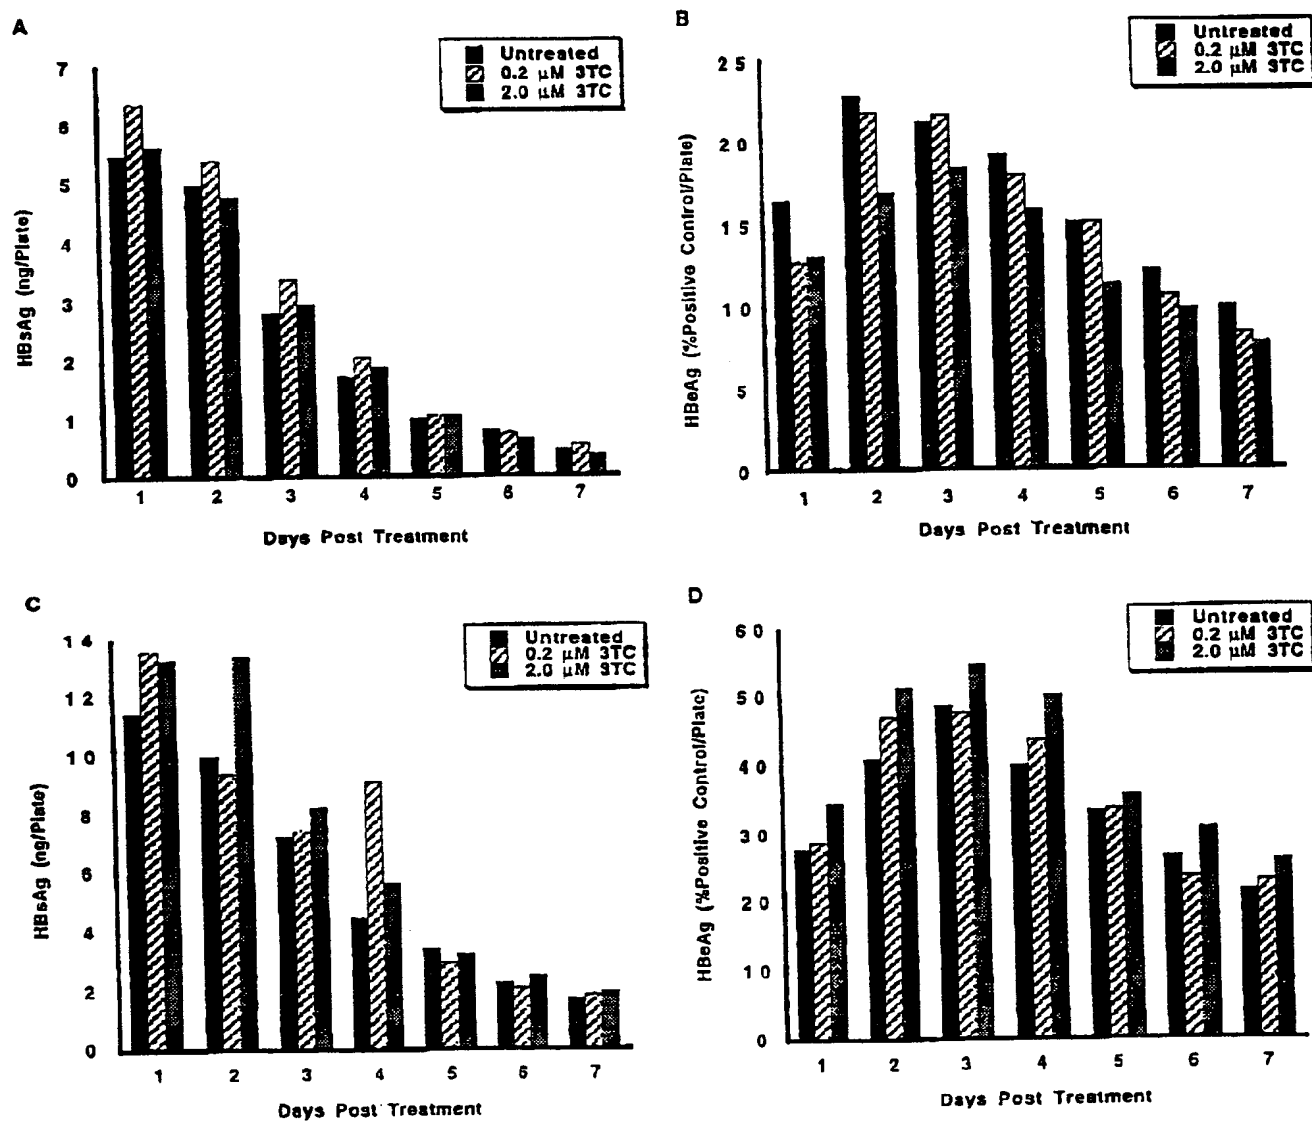 A
Untreated
0.2 µM 3TC
2.0 µM 3TC
7
6
5
4
3
2
1
0
HBsAg (ng/Plate)
1 2 3 4 5 6 7
Days Post Treatment
B
Untreated
0.2 µM 3TC
2.0 µM 3TC
25
20
15
10
5
0
HBeAg (%Positive Control/Plate)
1 2 3 4 5 6 7
Days Post Treatment
C
Untreated
0.2 µM 3TC
2.0 µM 3TC
14
12
10
8
6
4
2
0
HBsAg (ng/Plate)
1 2 3 4 5 6 7
Days Post Treatment
D
Untreated
0.2 µM 3TC
2.0 µM 3TC
60
50
40
30
20
10
0
HBeAg (%Positive Control/Plate)
1 2 3 4 5 6 7
Days Post Treatment